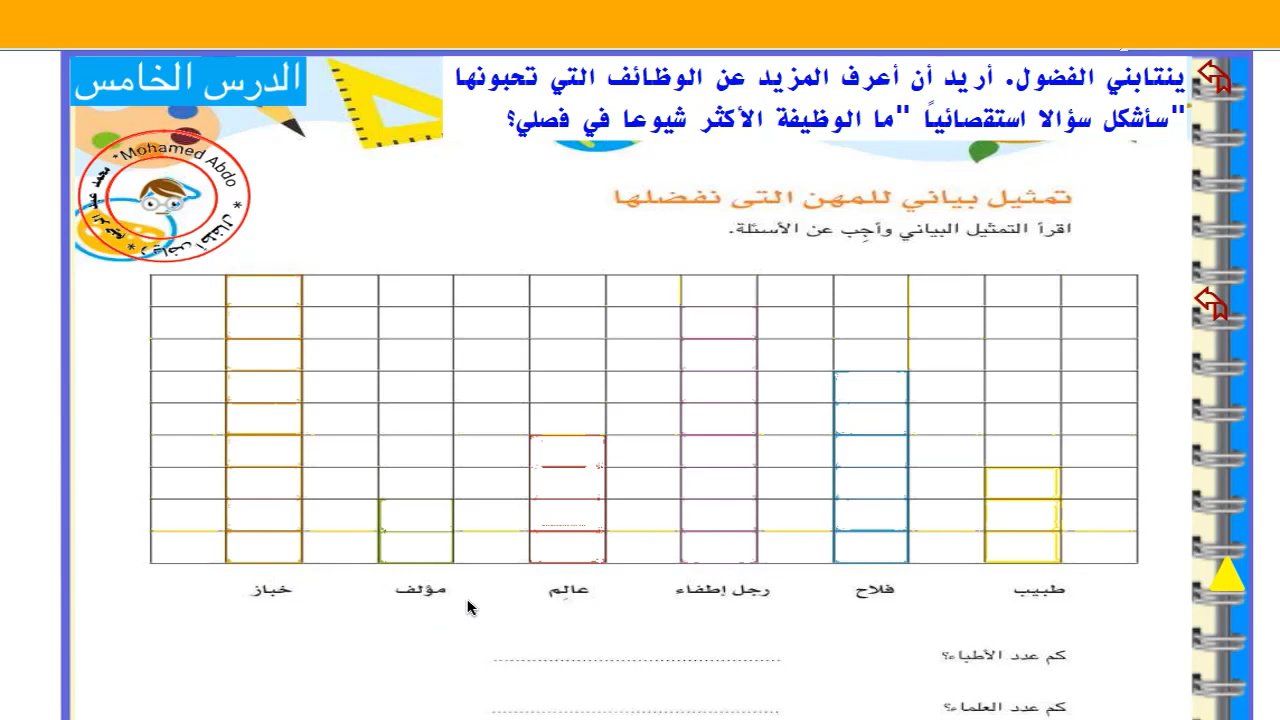 الدرس الخامس
ينتابني الفضول. أريد أن أعرف المزيد عن الوظائف التي تحبونها
"سأشكل سؤالا استقصائياً "ما الوظيفة الأكثر شيوعا في فصلي؟
* Mohamed Abdo *
رياض أطفال *
تمثيل بياني للمهن التى نفضلها
اقرأ التمثيل البياني وأجِب عن الأسئلة.
طبيب فلاح رجل إطفاء عالِم مؤلف خباز
كم عدد الأطباء؟ ................................
كم عدد العلماء؟ ................................